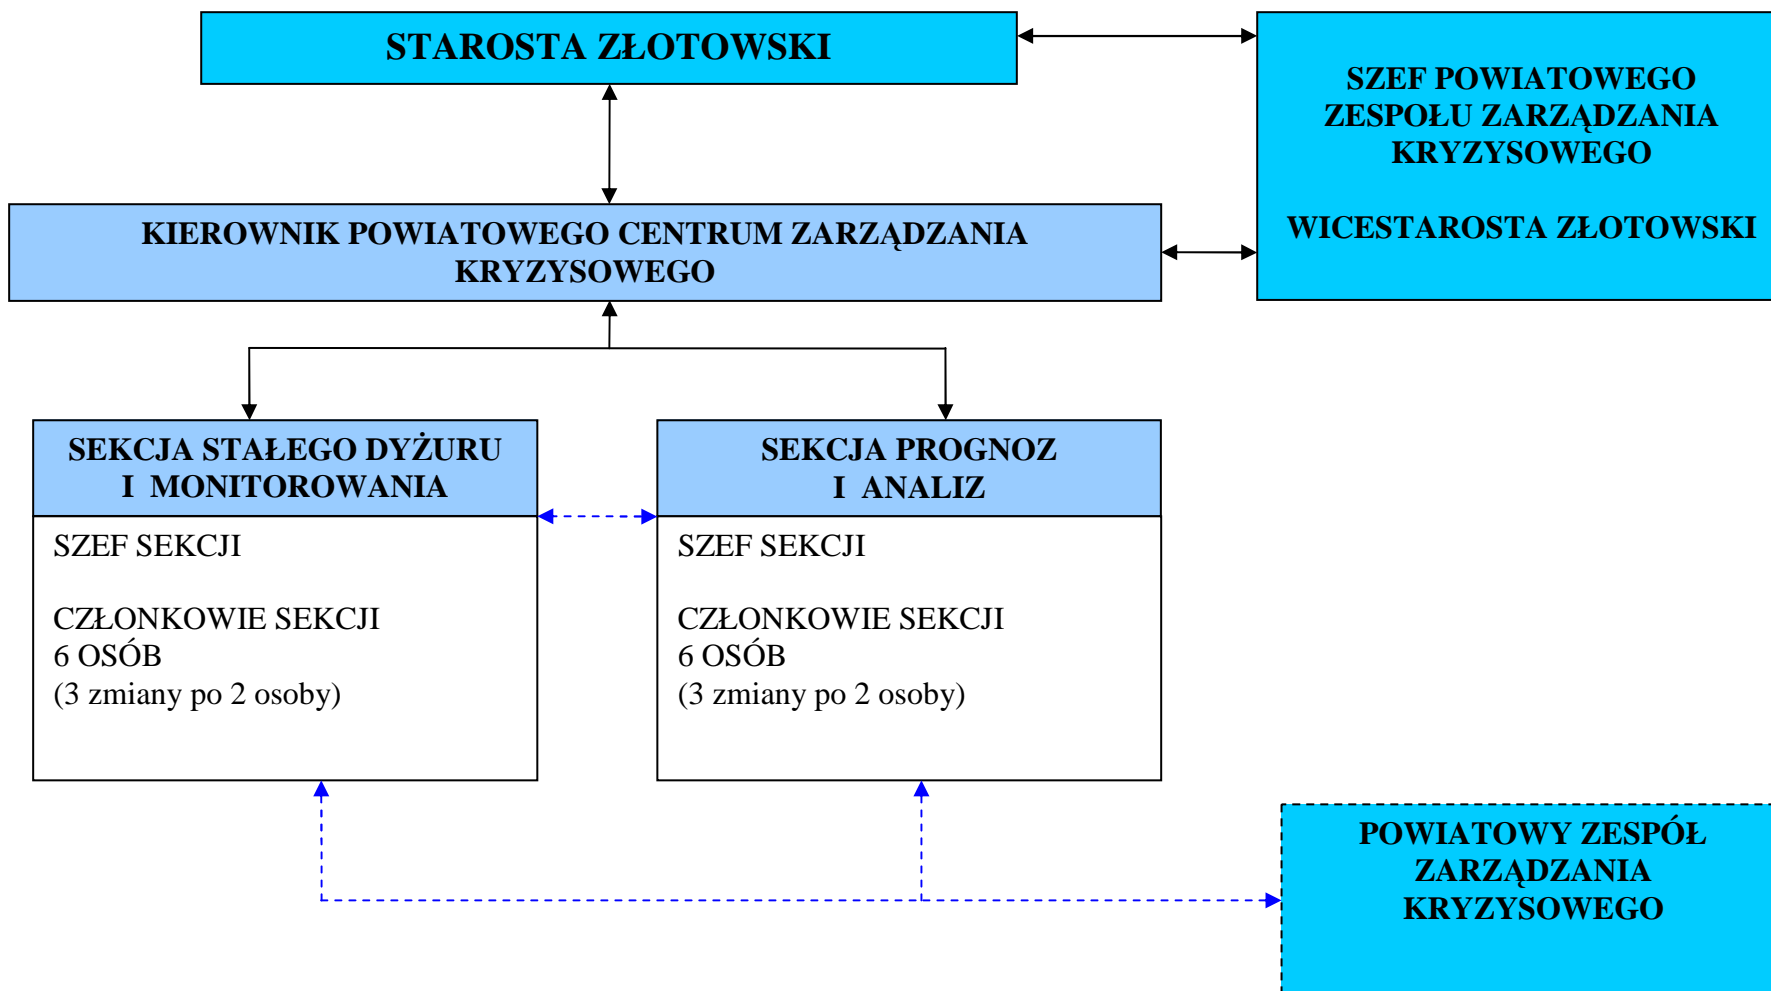 STAROSTA ZŁOTOWSKI
SZEF POWIATOWEGO
ZESPOŁU ZARZĄDZANIA
KRYZYSOWEGO
WICESTAROSTA ZŁOTOWSKI
KIEROWNIK POWIATOWEGO CENTRUM ZARZĄDZANIA
KRYZYSOWEGO
SEKCJA STAŁEGO DYŻURU
I MONITOROWANIA
SZEF SEKCJI
CZŁONKOWIE SEKCJI
6 OSÓB
(3 zmiany po 2 osoby)
SEKCJA PROGNOZ
I ANALIZ
SZEF SEKCJI
CZŁONKOWIE SEKCJI
6 OSÓB
(3 zmiany po 2 osoby)
POWIATOWY ZESPÓŁ
ZARZĄDZANIA
KRYZYSOWEGO